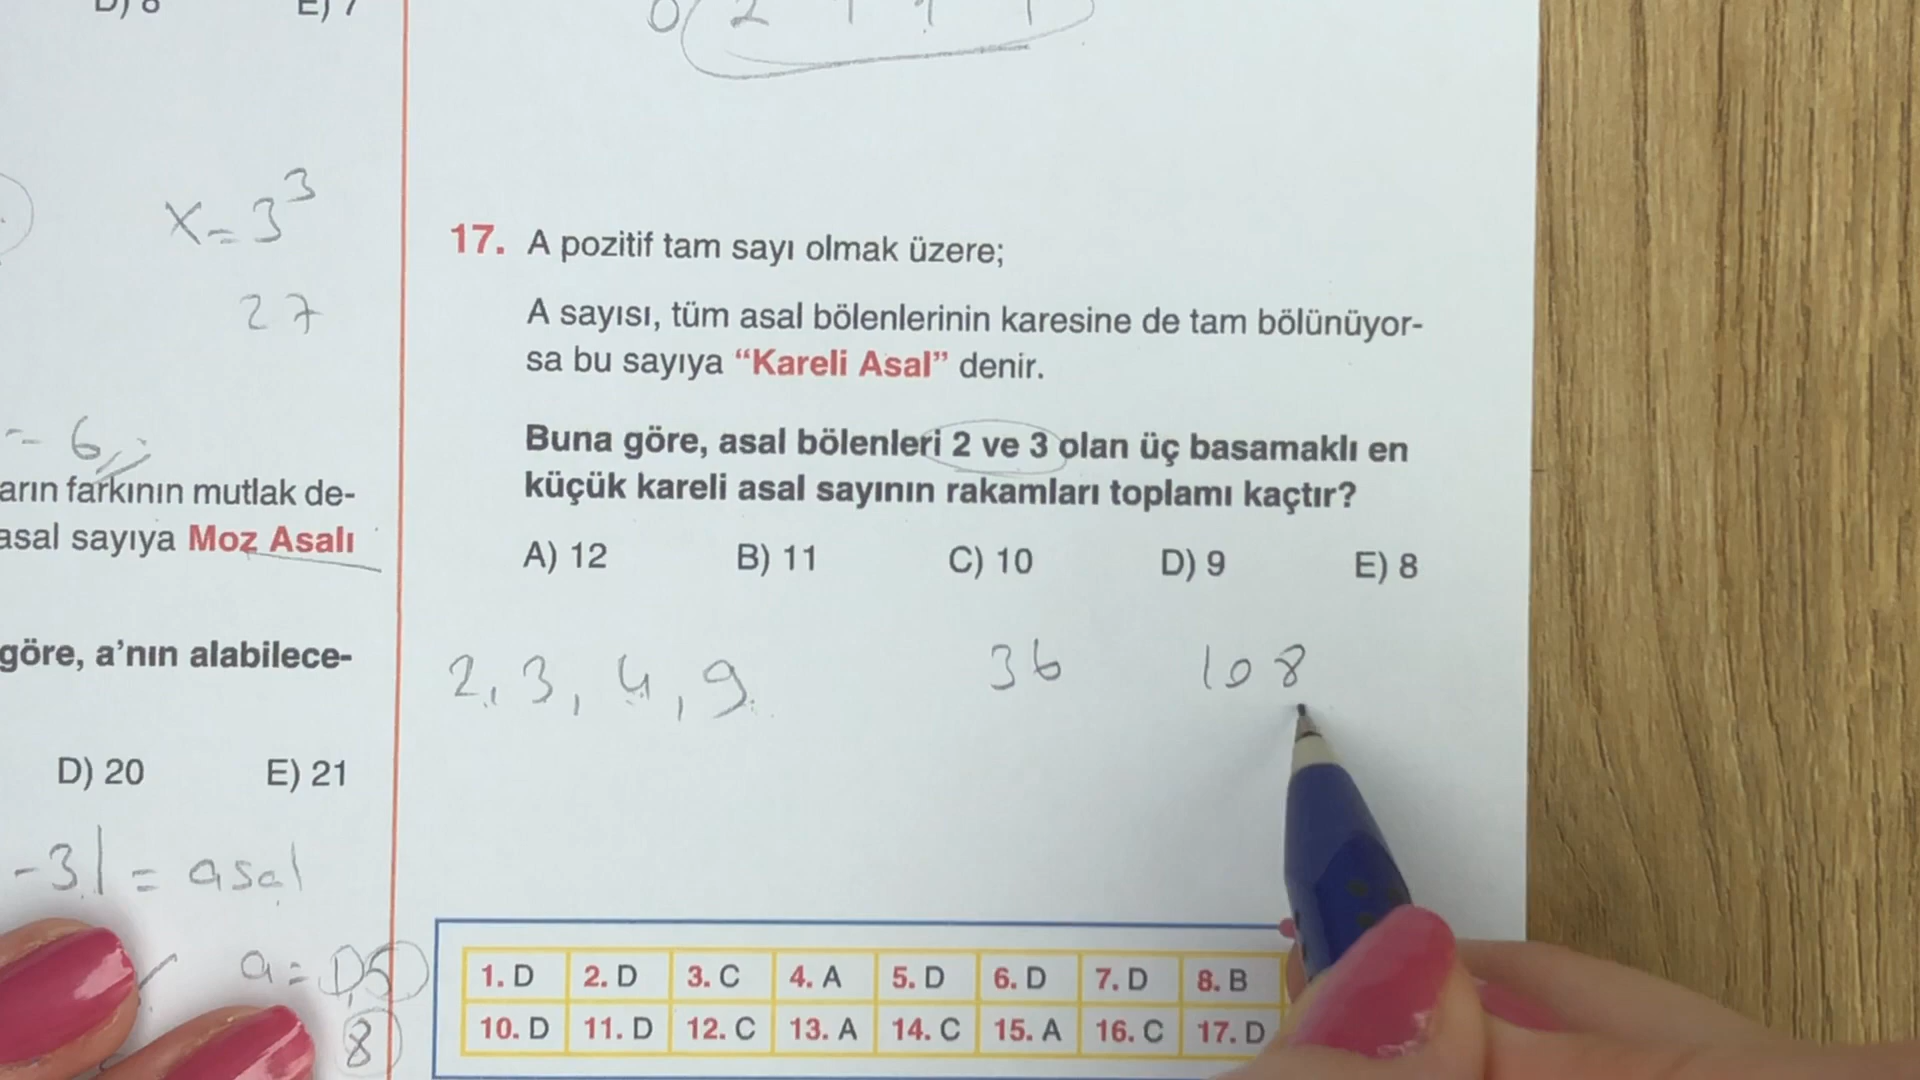 D) 8 E) 7
x = 3³
27
= 6
arın farkının mutlak de-
asal sayıya Moz Asalı
göre, a'nın alabilece-
D) 20 E) 21
-3| = asal
a =
8
17. A pozitif tam sayı olmak üzere;
A sayısı, tüm asal bölenlerinin karesine de tam bölünüyor-
sa bu sayıya “Kareli Asal” denir.
Buna göre, asal bölenleri 2 ve 3 olan üç basamaklı en
küçük kareli asal sayının rakamları toplamı kaçtır?
A) 12 B) 11 C) 10 D) 9 E) 8
2, 3, 4, 9 36 108
1. D 2. D 3. C 4. A 5. D 6. D 7. D 8. B
10. D 11. D 12. C 13. A 14. C 15. A 16. C 17. D